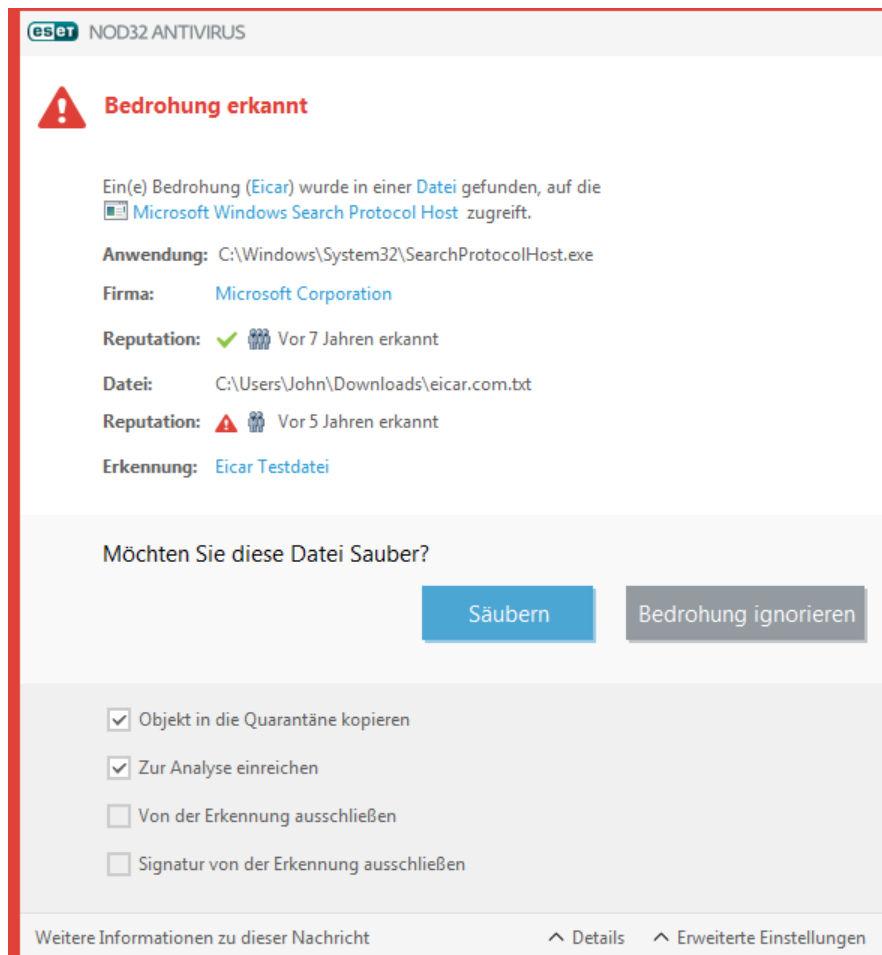 eset NOD32 ANTIVIRUS
Bedrohung erkannt
Ein(e) Bedrohung (Eicar) wurde in einer Datei gefunden, auf die
Microsoft Windows Search Protocol Host zugreift.
Anwendung: C:\Windows\System32\SearchProtocolHost.exe
Firma: Microsoft Corporation
Reputation: Vor 7 Jahren erkannt
Datei: C:\Users\John\Downloads\eicar.com.txt
Reputation: Vor 5 Jahren erkannt
Erkennung: Eicar Testdatei
Möchten Sie diese Datei Sauber?
Säubern Bedrohung ignorieren
Objekt in die Quarantäne kopieren
Zur Analyse einreichen
Von der Erkennung ausschließen
Signatur von der Erkennung ausschließen
Weitere Informationen zu dieser Nachricht Details Erweiterte Einstellungen